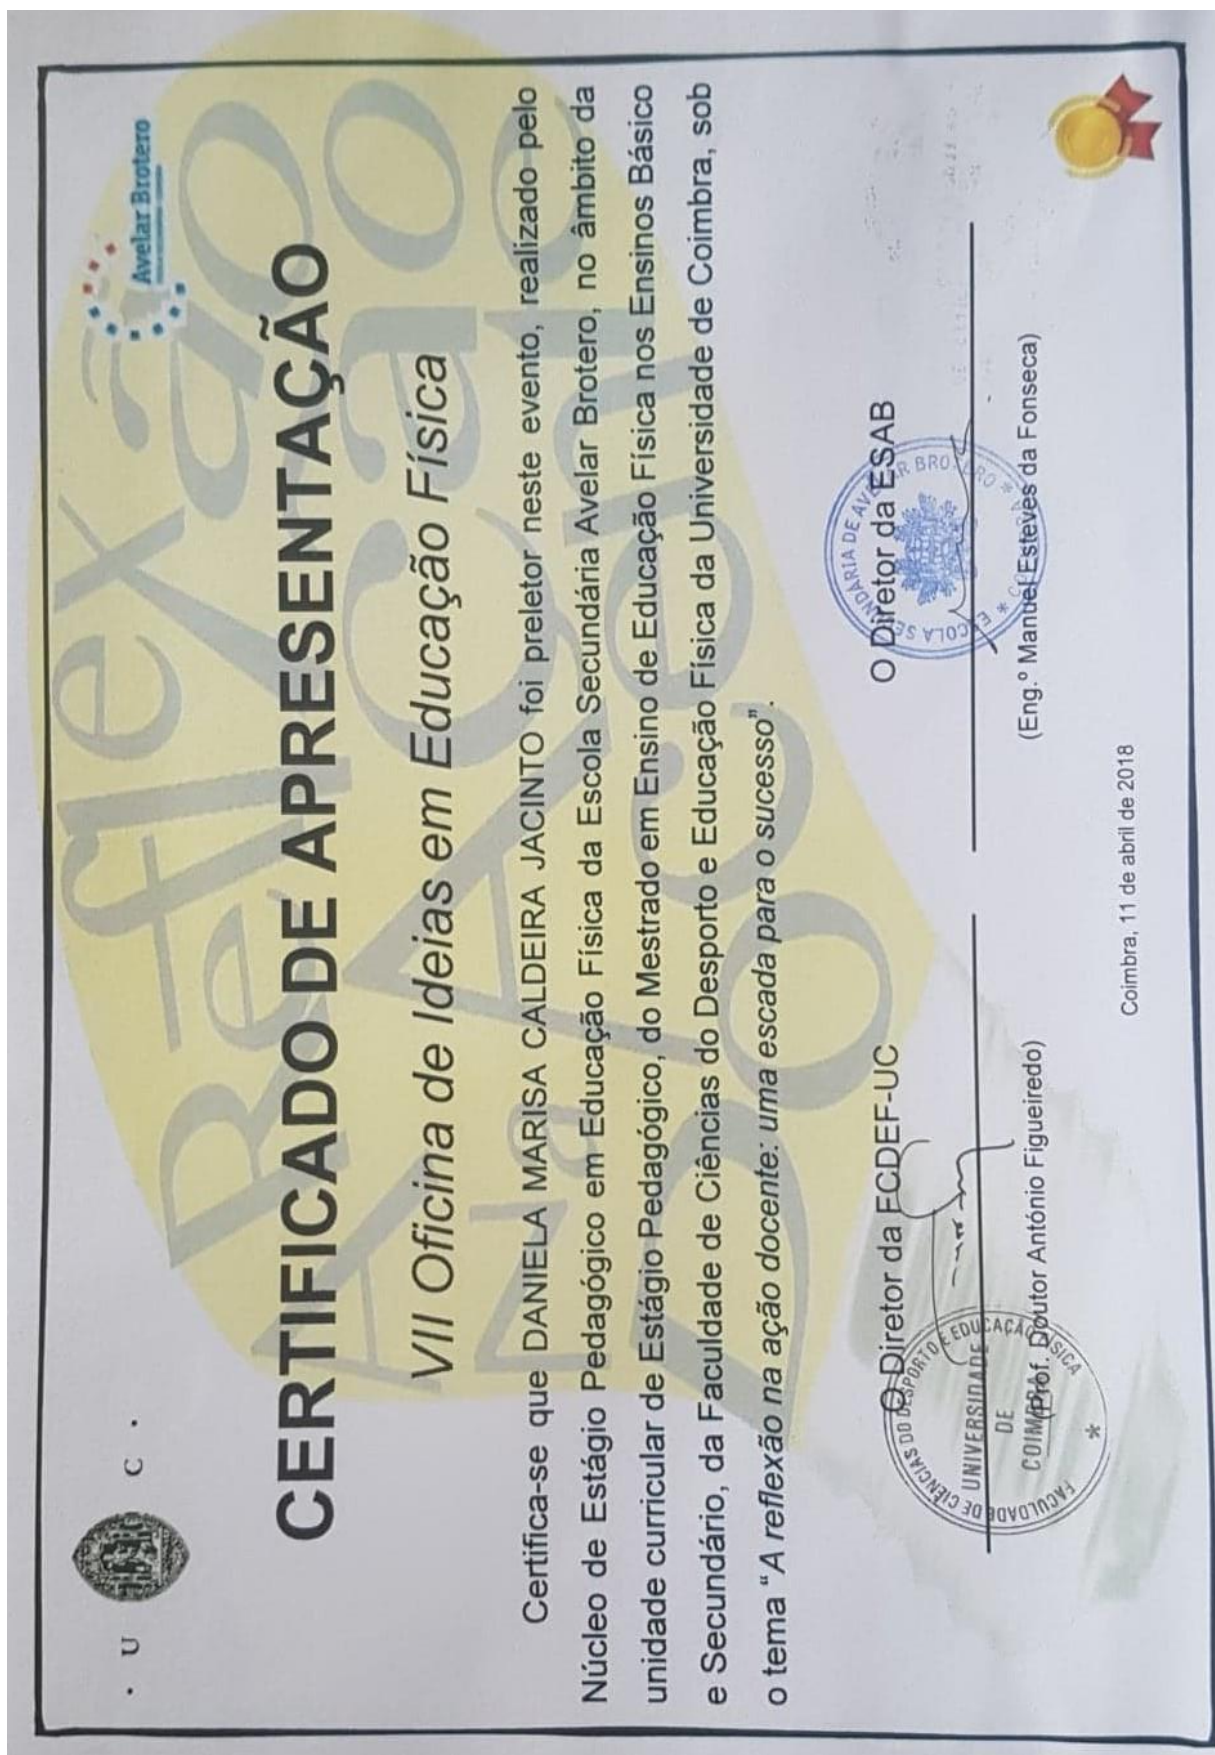 · U C ·
Avelar Brotero
Reflexão
A
Na
AÇão
Docente
CERTIFICADO DE APRESENTAÇÃO
VII Oficina de Ideias em Educação Física
Certifica-se que DANIELA MARISA CALDEIRA JACINTO foi preletor neste evento, realizado pelo
Núcleo de Estágio Pedagógico em Educação Física da Escola Secundária Avelar Brotero, no âmbito da
unidade curricular de Estágio Pedagógico, do Mestrado em Ensino de Educação Física nos Ensinos Básico
e Secundário, da Faculdade de Ciências do Desporto e Educação Física da Universidade de Coimbra, sob
o tema "A reflexão na ação docente: uma escada para o sucesso".
O Diretor da FCDEF-UC
O Diretor da ESAB
FACULDADE DE CIÊNCIAS DO DESPORTO E EDUCAÇÃO FÍSICA
UNIVERSIDADE
DE
COIMBRA
*
ESCOLA SECUNDARIA DE AVELAR BROTERO * COIMBRA *
(Prof. Doutor António Figueiredo)
(Eng.º Manuel Esteves da Fonseca)
Coimbra, 11 de abril de 2018